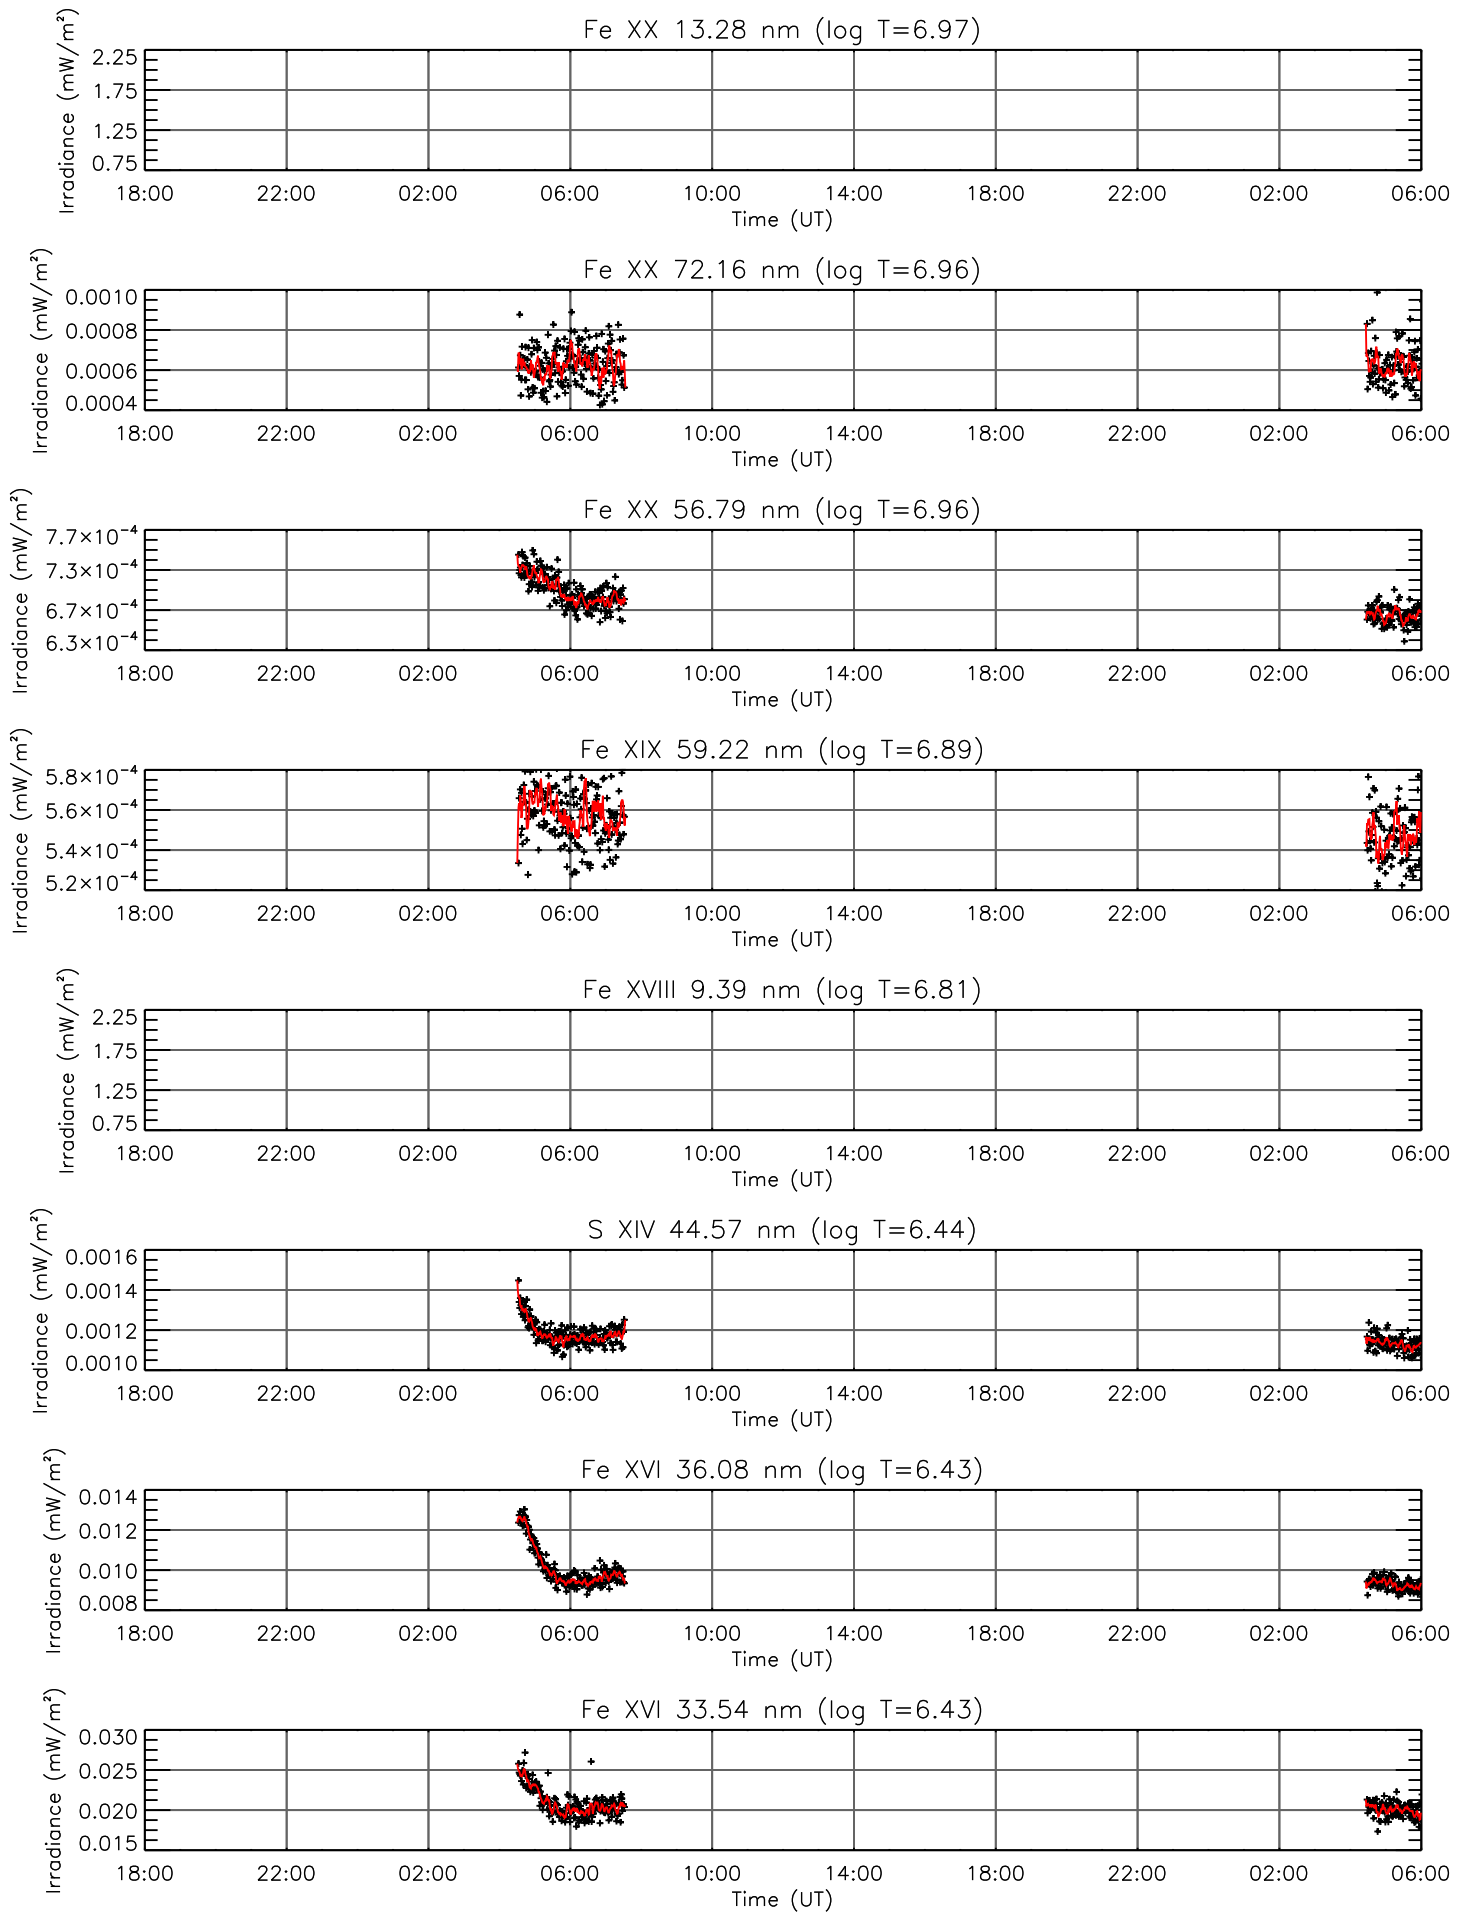 Fe XX 13.28 nm (log T=6.97)
Irradiance (mW/m²)
2.25
1.75
1.25
0.75
18:00 22:00 02:00 06:00 10:00 14:00 18:00 22:00 02:00 06:00
Time (UT)
Fe XX 72.16 nm (log T=6.96)
Irradiance (mW/m²)
0.0010
0.0008
0.0006
0.0004
18:00 22:00 02:00 06:00 10:00 14:00 18:00 22:00 02:00 06:00
Time (UT)
Fe XX 56.79 nm (log T=6.96)
Irradiance (mW/m²)
7.7×10⁻⁴
7.3×10⁻⁴
6.7×10⁻⁴
6.3×10⁻⁴
18:00 22:00 02:00 06:00 10:00 14:00 18:00 22:00 02:00 06:00
Time (UT)
Fe XIX 59.22 nm (log T=6.89)
Irradiance (mW/m²)
5.8×10⁻⁴
5.6×10⁻⁴
5.4×10⁻⁴
5.2×10⁻⁴
18:00 22:00 02:00 06:00 10:00 14:00 18:00 22:00 02:00 06:00
Time (UT)
Fe XVIII 9.39 nm (log T=6.81)
Irradiance (mW/m²)
2.25
1.75
1.25
0.75
18:00 22:00 02:00 06:00 10:00 14:00 18:00 22:00 02:00 06:00
Time (UT)
S XIV 44.57 nm (log T=6.44)
Irradiance (mW/m²)
0.0016
0.0014
0.0012
0.0010
18:00 22:00 02:00 06:00 10:00 14:00 18:00 22:00 02:00 06:00
Time (UT)
Fe XVI 36.08 nm (log T=6.43)
Irradiance (mW/m²)
0.014
0.012
0.010
0.008
18:00 22:00 02:00 06:00 10:00 14:00 18:00 22:00 02:00 06:00
Time (UT)
Fe XVI 33.54 nm (log T=6.43)
Irradiance (mW/m²)
0.030
0.025
0.020
0.015
18:00 22:00 02:00 06:00 10:00 14:00 18:00 22:00 02:00 06:00
Time (UT)